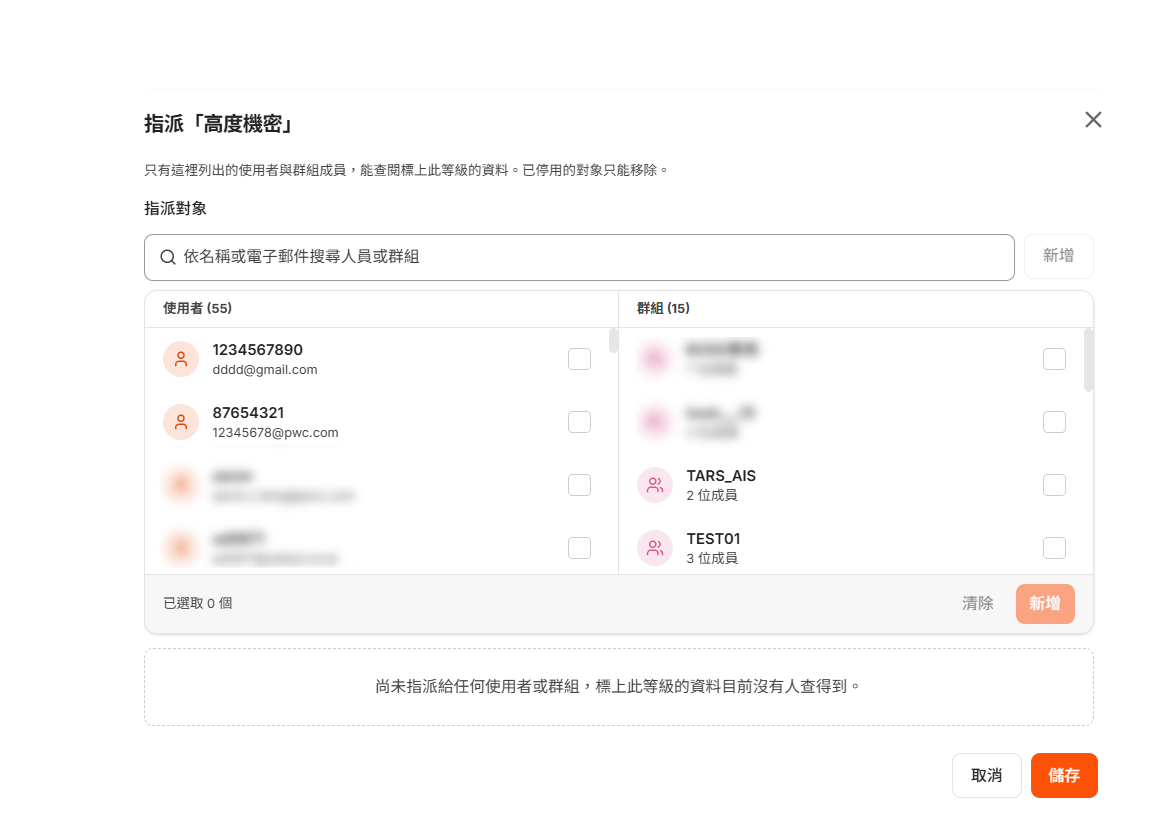 指派「高度機密」
只有這裡列出的使用者與群組成員，能查閱標上此等級的資料。已停用的對象只能移除。
指派對象
依名稱或電子郵件搜尋人員或群組
新增
使用者 (55)
群組 (15)
1234567890
dddd@gmail.com
87654321
12345678@pwc.com
TARS_AIS
2 位成員
TEST01
3 位成員
已選取 0 個
清除
新增
尚未指派給任何使用者或群組，標上此等級的資料目前沒有人查得到。
取消
儲存